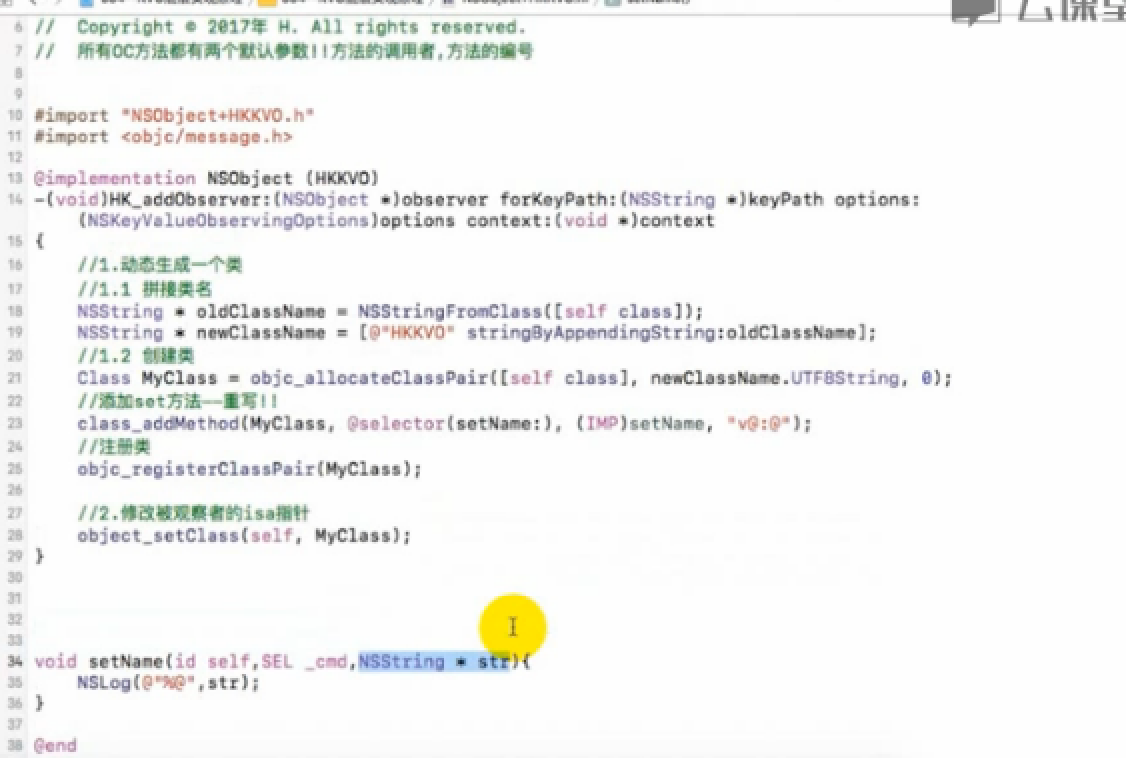 云课堂
6 //  Copyright © 2017年 H. All rights reserved.
7 //  所有OC方法都有两个默认参数!!方法的调用者,方法的编号
8
9
10 #import "NSObject+HKKVO.h"
11 #import <objc/message.h>
12
13 @implementation NSObject (HKKVO)
14 -(void)HK_addObserver:(NSObject *)observer forKeyPath:(NSString *)keyPath options:
(NSKeyValueObservingOptions)options context:(void *)context
15 {
16     //1.动态生成一个类
17     //1.1 拼接类名
18     NSString * oldClassName = NSStringFromClass([self class]);
19     NSString * newClassName = [@"HKKVO" stringByAppendingString:oldClassName];
20     //1.2 创建类
21     Class MyClass = objc_allocateClassPair([self class], newClassName.UTF8String, 0);
22     //添加set方法--重写!!
23     class_addMethod(MyClass, @selector(setName:), (IMP)setName, "v@:@");
24     //注册类
25     objc_registerClassPair(MyClass);
26
27     //2.修改被观察者的isa指针
28     object_setClass(self, MyClass);
29 }
30
31
32
33
34 void setName(id self,SEL _cmd,NSString * str){
35     NSLog(@"%@",str);
36 }
37
38 @end